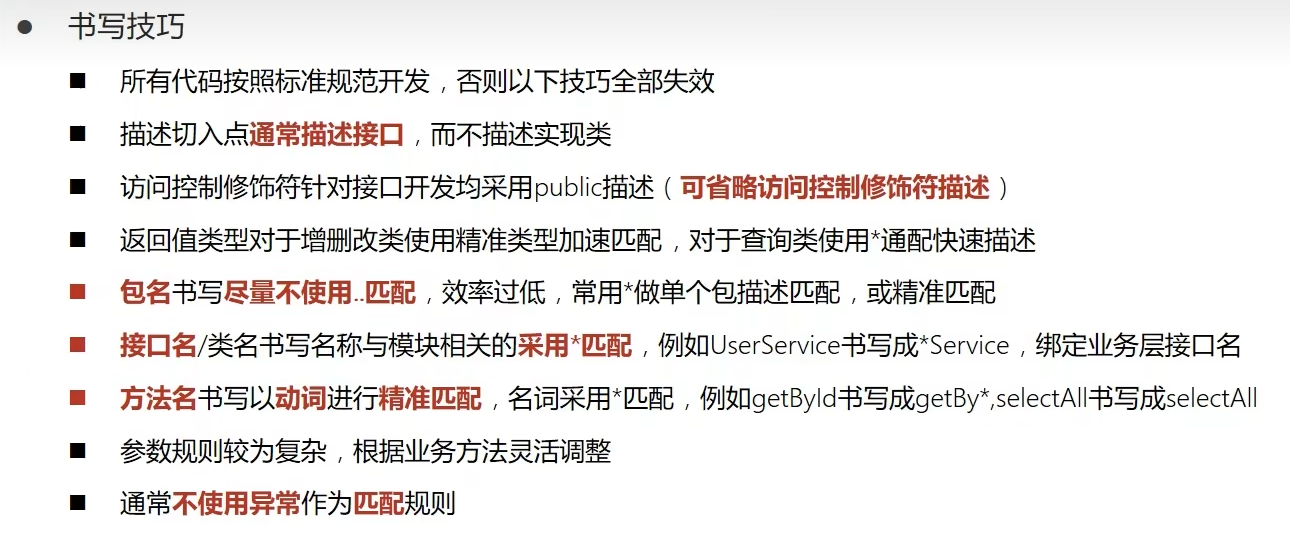 书写技巧
所有代码按照标准规范开发，否则以下技巧全部失效
描述切入点通常描述接口，而不描述实现类
访问控制修饰符针对接口开发均采用public描述（可省略访问控制修饰符描述）
返回值类型对于增删改类使用精准类型加速匹配，对于查询类使用*通配快速描述
包名书写尽量不使用..匹配，效率过低，常用*做单个包描述匹配，或精准匹配
接口名/类名书写名称与模块相关的采用*匹配，例如UserService书写成*Service，绑定业务层接口名
方法名书写以动词进行精准匹配，名词采用*匹配，例如getById书写成getBy*,selectAll书写成selectAll
参数规则较为复杂，根据业务方法灵活调整
通常不使用异常作为匹配规则